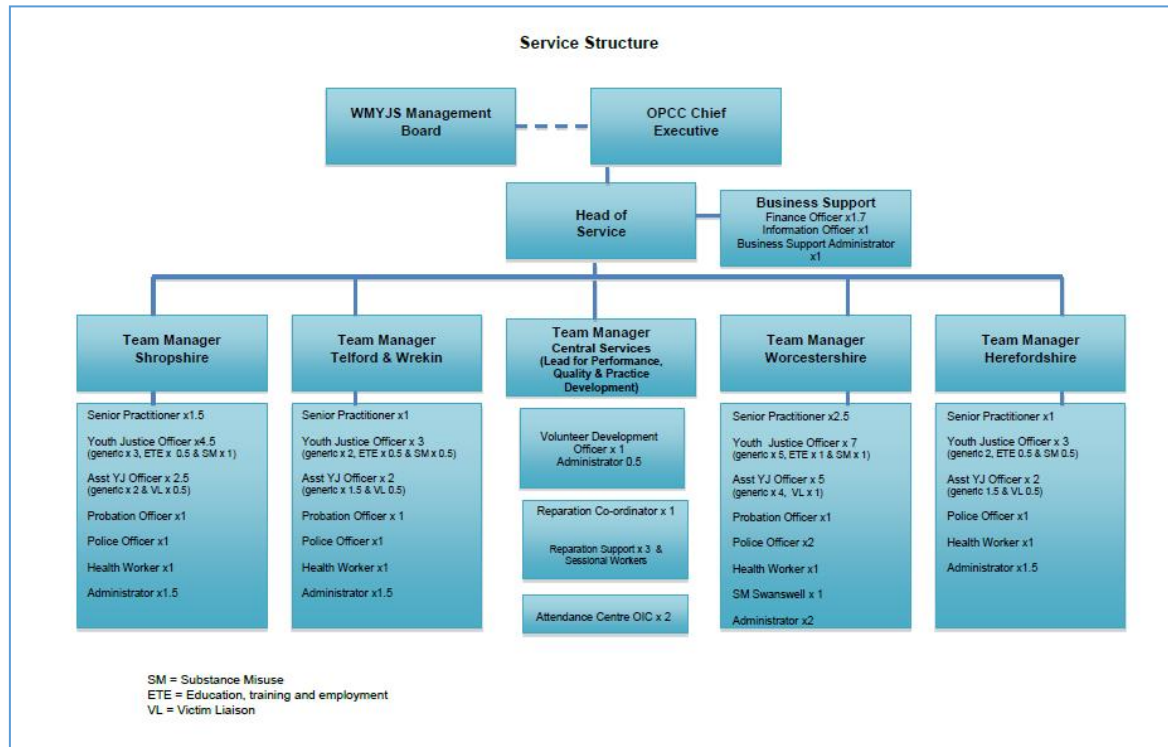 Service Structure
WMYJS Management
Board
OPCC Chief
Executive
Head of
Service
Business Support
Finance Officer x1.7
Information Officer x1
Business Support Administrator
x1
Team Manager
Shropshire
Team Manager
Telford & Wrekin
Team Manager
Central Services
(Lead for Performance,
Quality & Practice
Development)
Team Manager
Worcestershire
Team Manager
Herefordshire
Senior Practitioner x1.5
Youth Justice Officer x4.5
(generic x 3, ETE x 0.5 & SM x 1)
Asst YJ Officer x 2.5
(generic x 2 & VL x 0.5)
Probation Officer x1
Police Officer x1
Health Worker x1
Administrator x1.5
Senior Practitioner x1
Youth Justice Officer x 3
(generic x 2, ETE x 0.5 & SM x 0.5)
Asst YJ Officer x 2
(generic x 1.5 & VL 0.5)
Probation Officer x 1
Police Officer x1
Health Worker x1
Administrator x1.5
Volunteer Development
Officer x 1
Administrator 0.5
Reparation Co-ordinator x 1
Reparation Support x 3 &
Sessional Workers
Attendance Centre OIC x 2
Senior Practitioner x2.5
Youth Justice Officer x 7
(generic x 5, ETE x 1 & SM x 1)
Asst YJ Officer x 5
(generic x 4, VL x 1)
Probation Officer x1
Police Officer x2
Health Worker x1
SM Swanswell x 1
Administrator x2
Senior Practitioner x1
Youth Justice Officer x 3
(generic 2, ETE 0.5 & SM 0.5)
Asst YJ Officer x 2
(generic 1.5 & VL 0.5)
Police Officer x1
Health Worker x1
Administrator x1.5
SM = Substance Misuse
ETE = Education, training and employment
VL = Victim Liaison